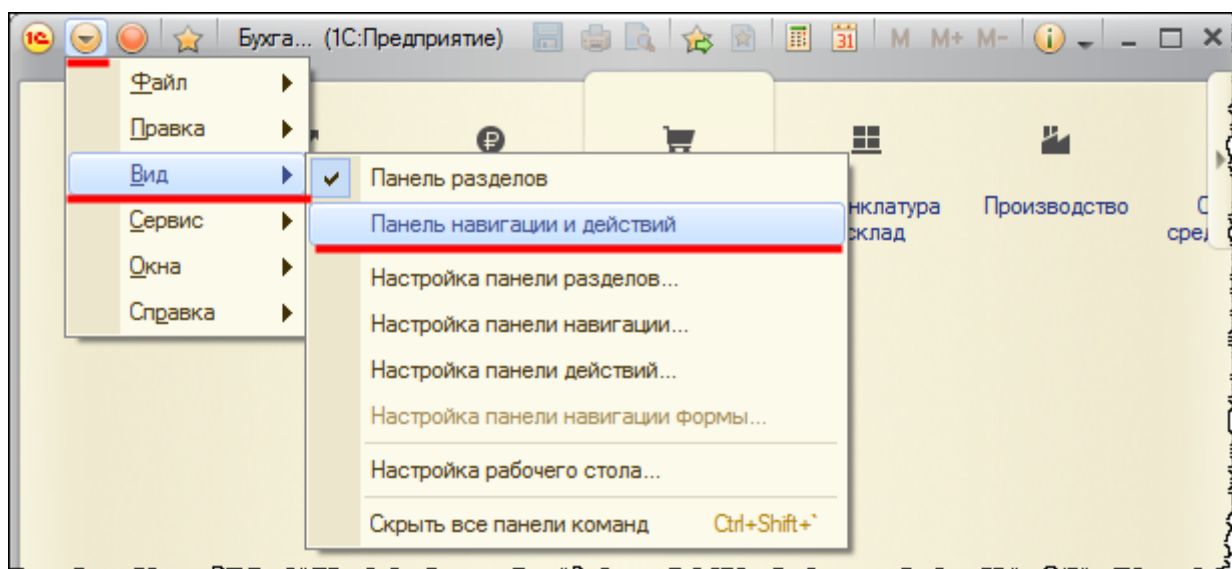 1С Бухга... (1С:Предприятие) 31 M M+ M-
Файл
Правка
Вид
Сервис
Окна
Справка
Панель разделов
Панель навигации и действий
Настройка панели разделов...
Настройка панели навигации...
Настройка панели действий...
Настройка панели навигации формы...
Настройка рабочего стола...
Скрыть все панели команд Ctrl+Shift+`
нклатура
склад
Производство